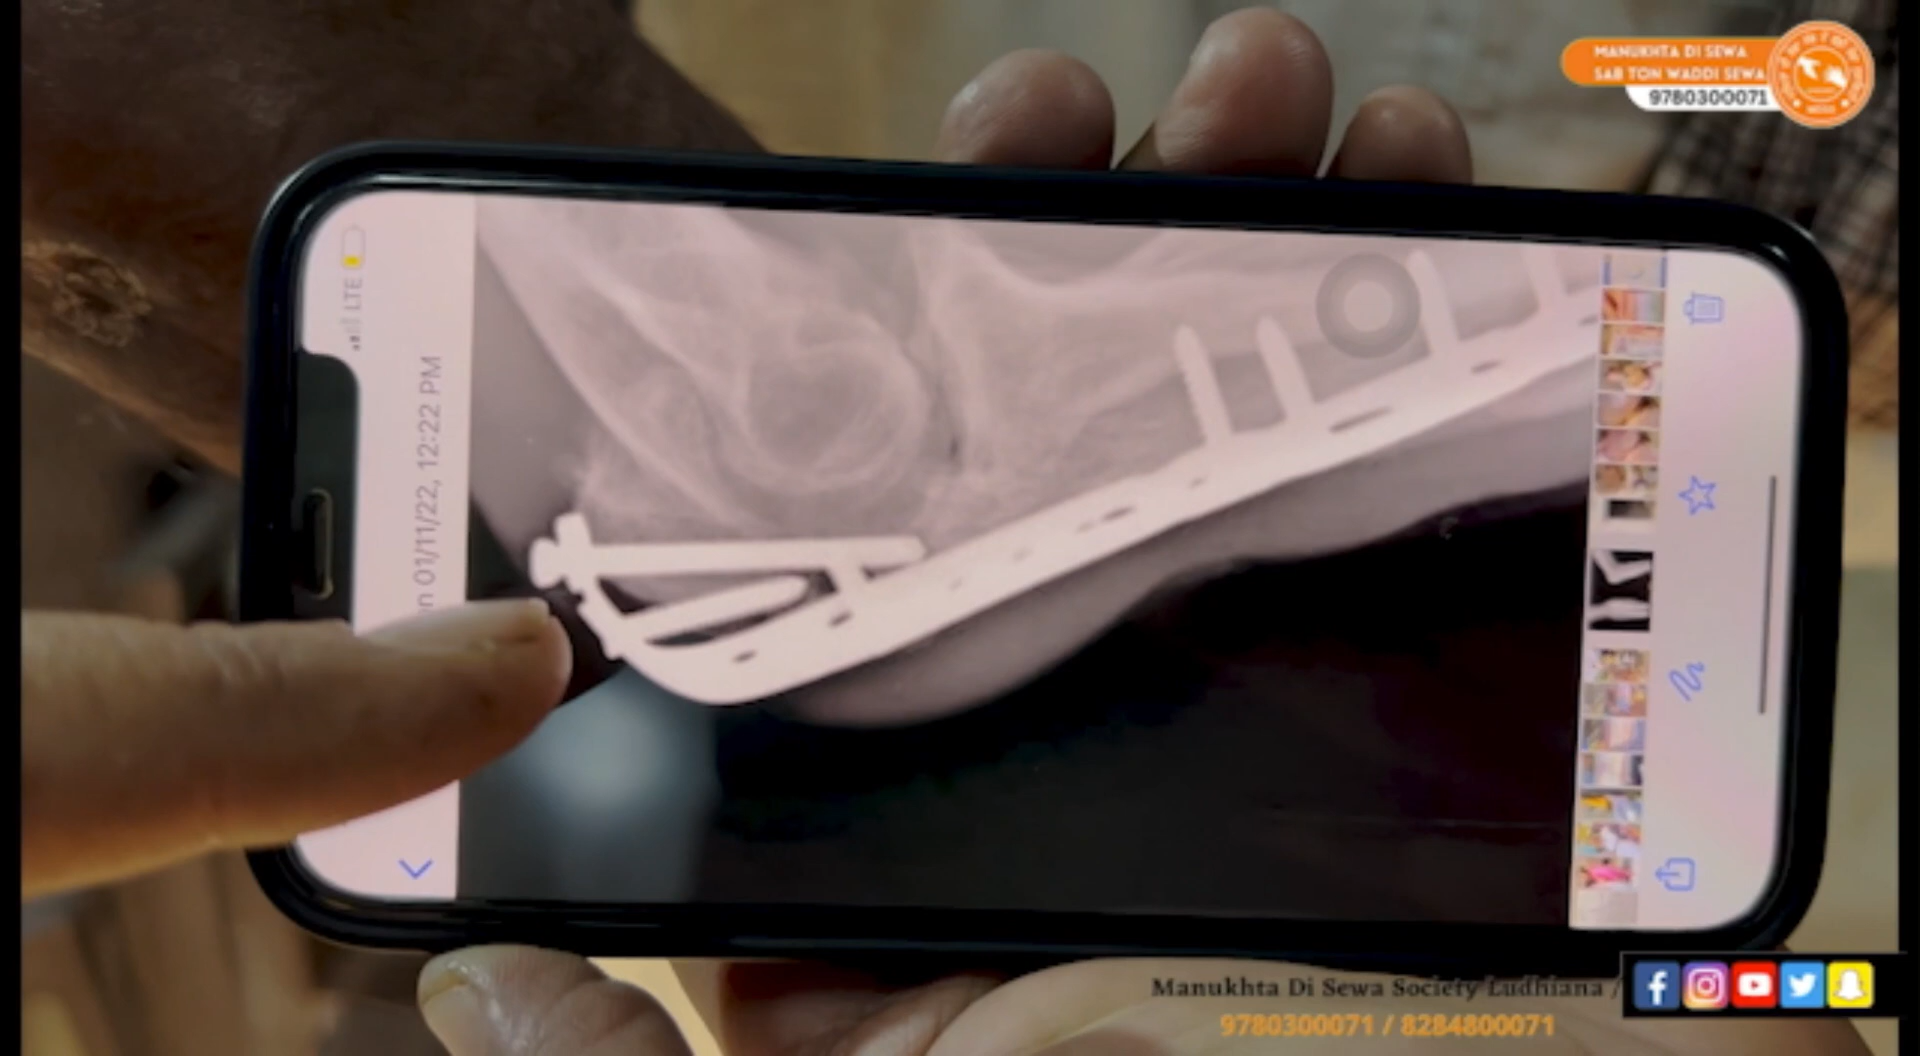 MANUKHTA DI SEWA
SAB TON WADDI SEWA
9780300071
LTE
n 01/11/22, 12:22 PM
Manukhta Di Sewa Society Ludhiana /
9780300071 / 8284800071